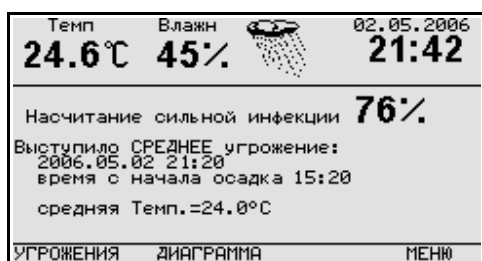 Темп Влажн 02.05.2006
24.6°C 45% 21:42
Насчитание сильной инфекции 76%
Выступило СРЕДНЕЕ угрожение:
2006.05.02 21:20
время с начала осадка 15:20
средняя Темп.=24.0°C
УГРОЖЕНИЯ ДИАГРАММА МЕНЮ